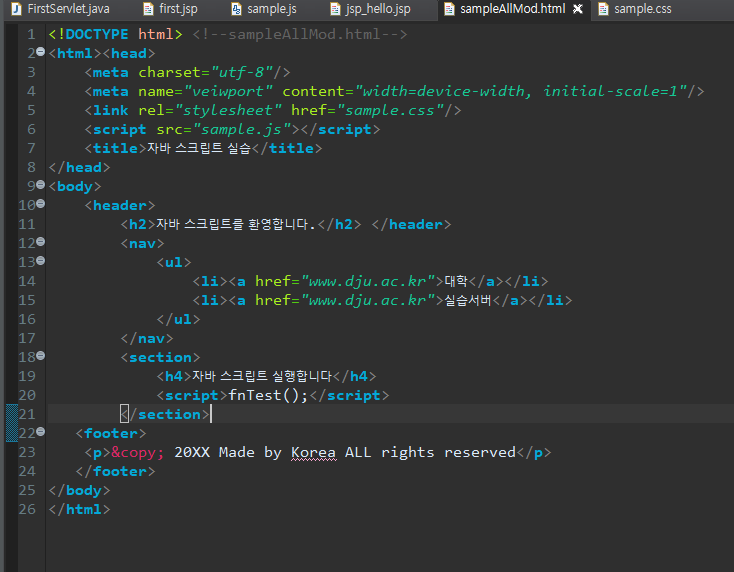 FirstServlet.java first.jsp sample.js jsp_hello.jsp sampleAllMod.html sample.css
1 <!DOCTYPE html> <!--sampleAllMod.html-->
2 <html><head>
3 <meta charset="utf-8"/>
4 <meta name="veiwport" content="width=device-width, initial-scale=1"/>
5 <link rel="stylesheet" href="sample.css"/>
6 <script src="sample.js"></script>
7 <title>자바 스크립트 실습</title>
8 </head>
9 <body>
10 <header>
11 <h2>자바 스크립트를 환영합니다.</h2> </header>
12 <nav>
13 <ul>
14 <li><a href="www.dju.ac.kr">대학</a></li>
15 <li><a href="www.dju.ac.kr">실습서버</a></li>
16 </ul>
17 </nav>
18 <section>
19 <h4>자바 스크립트 실행합니다</h4>
20 <script>fnTest();</script>
21 </section>
22 <footer>
23 <p>&copy; 20XX Made by Korea ALL rights reserved</p>
24 </footer>
25 </body>
26 </html>